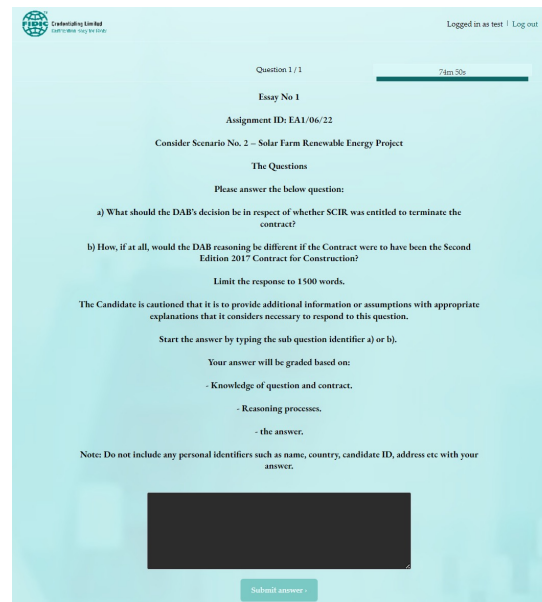 FIDIC
Credentialing Limited
Certification Body for FIDIC
Logged in as test | Log out
Question 1 / 1
74m 50s
Essay No 1
Assignment ID: EA1/06/22
Consider Scenario No. 2 – Solar Farm Renewable Energy Project
The Questions
Please answer the below question:
a) What should the DAB's decision be in respect of whether SCIR was entitled to terminate the
contract?
b) How, if at all, would the DAB reasoning be different if the Contract were to have been the Second
Edition 2017 Contract for Construction?
Limit the response to 1500 words.
The Candidate is cautioned that it is to provide additional information or assumptions with appropriate
explanations that it considers necessary to respond to this question.
Start the answer by typing the sub question identifier a) or b).
Your answer will be graded based on:
- Knowledge of question and contract.
- Reasoning processes.
- the answer.
Note: Do not include any personal identifiers such as name, country, candidate ID, address etc with your
answer.
Submit answer ›